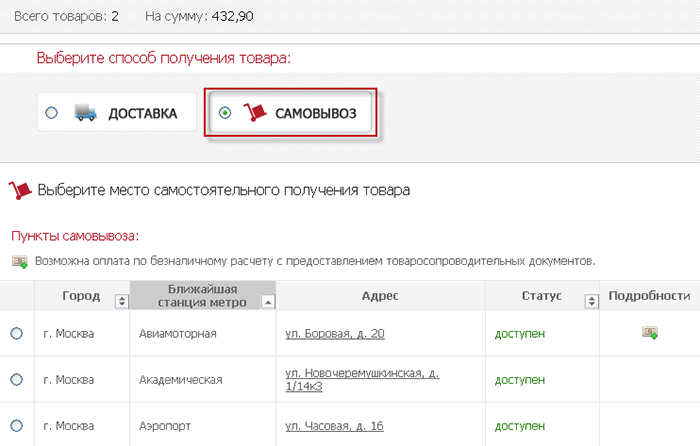 Всего товаров: 2 На сумму: 432,90
Выберите способ получения товара:
ДОСТАВКА САМОВЫВОЗ
Выберите место самостоятельного получения товара
Пункты самовывоза:
Возможна оплата по безналичному расчету с предоставлением товаросопроводительных документов.
Город Ближайшая станция метро Адрес Статус Подробности
г. Москва Авиамоторная ул. Боровая, д. 20 доступен
г. Москва Академическая ул. Новочеремушкинская, д. 1/14к3 доступен
г. Москва Аэропорт ул. Часовая, д. 16 доступен